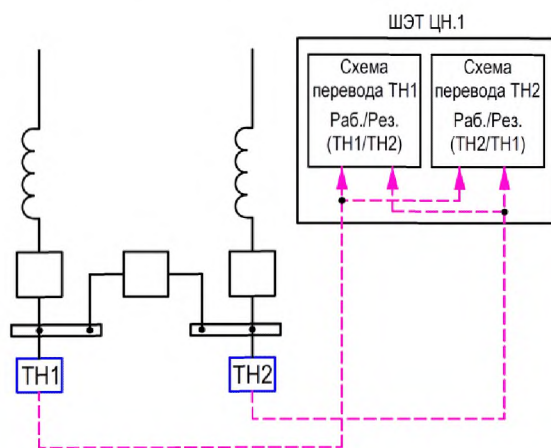 ШЭТ ЦН.1
Схема
перевода ТН1
Раб./Рез.
(ТН1/ТН2)
Схема
перевода ТН2
Раб./Рез.
(ТН2/ТН1)
ТН1
ТН2